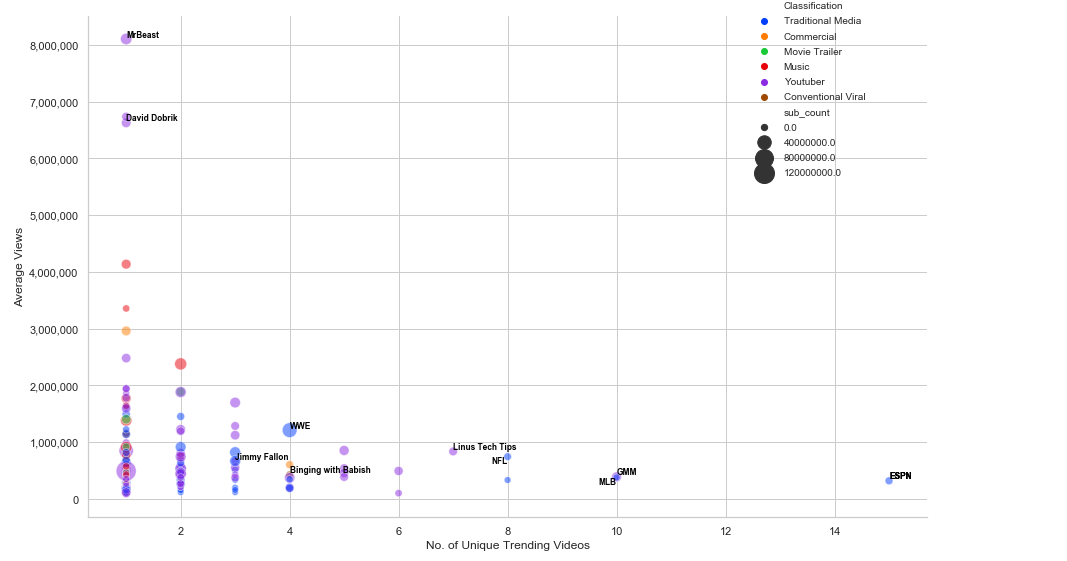 Classification
Traditional Media
Commercial
Movie Trailer
Music
Youtuber
Conventional Viral
sub_count
0.0
40000000.0
80000000.0
120000000.0
Average Views
8,000,000
7,000,000
6,000,000
5,000,000
4,000,000
3,000,000
2,000,000
1,000,000
0
MrBeast
David Dobrik
WWE
Jimmy Fallon
Binging with Babish
Linus Tech Tips
NFL
GMM
MLB
ESPN
2
4
6
8
10
12
14
No. of Unique Trending Videos